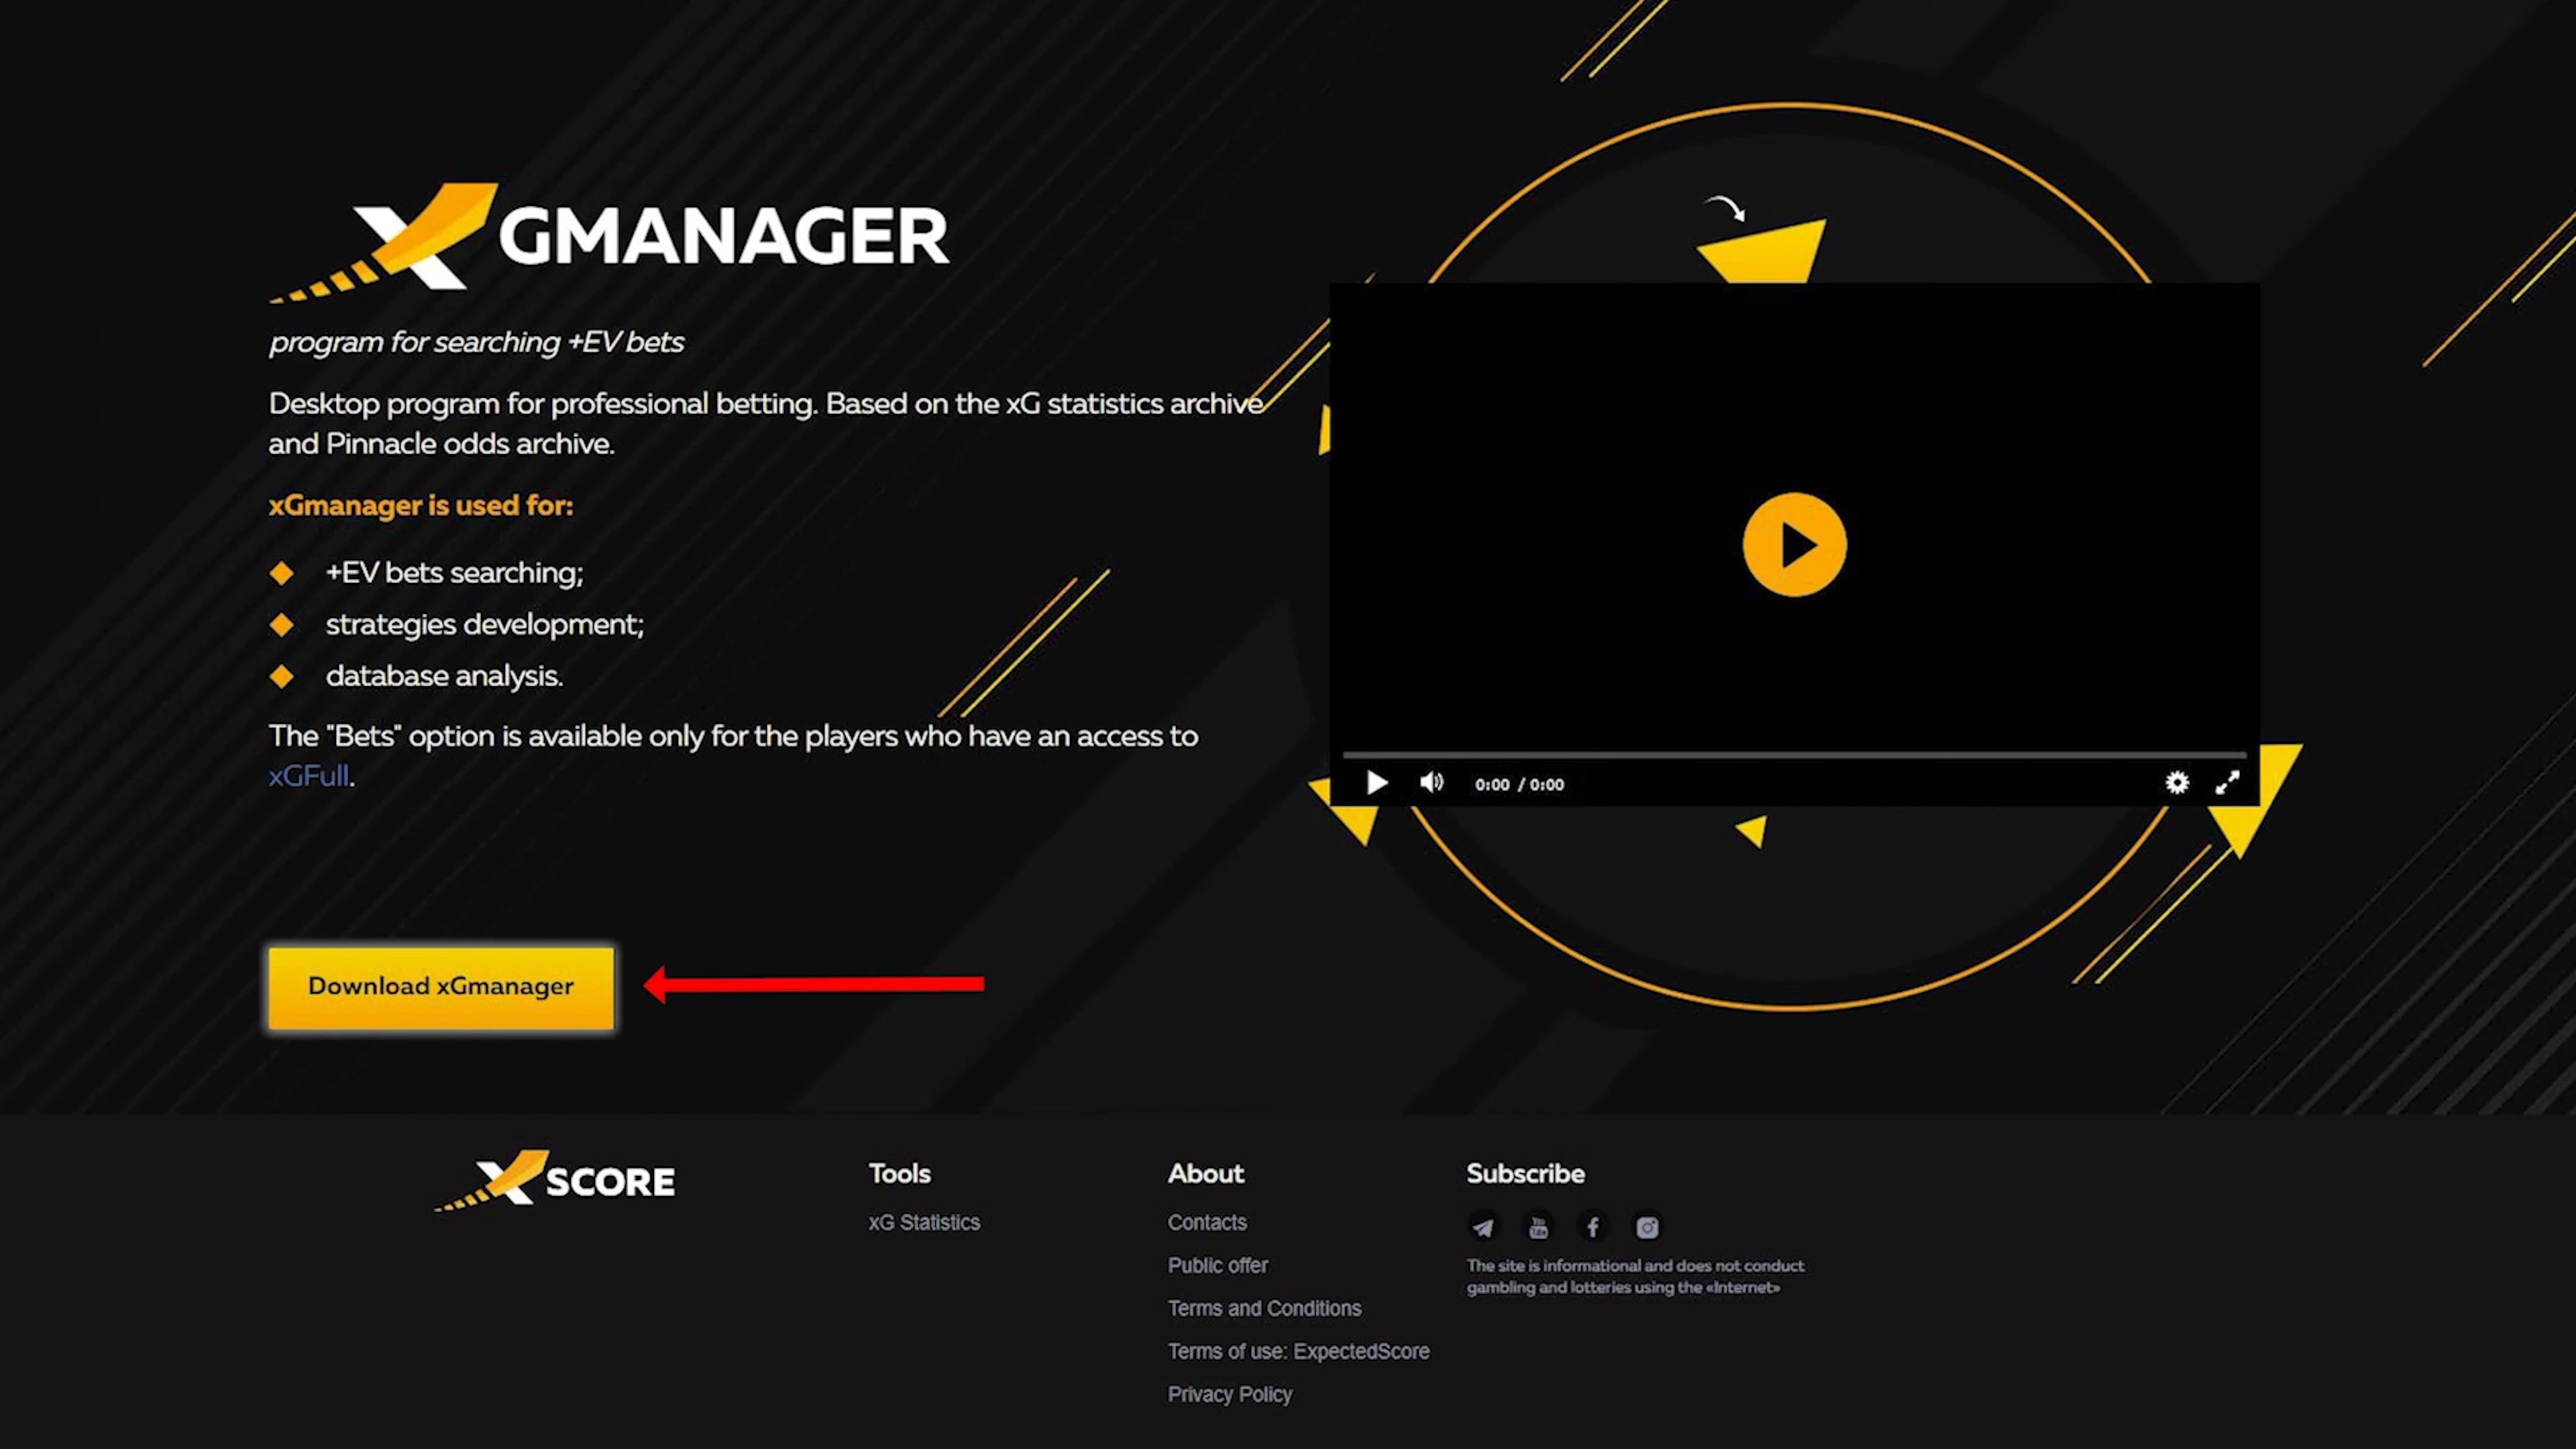 XGMANAGER
program for searching +EV bets
Desktop program for professional betting. Based on the xG statistics archive
and Pinnacle odds archive.
xGmanager is used for:
+EV bets searching;
strategies development;
database analysis.
The "Bets" option is available only for the players who have an access to
xGFull.
0:00 / 0:00
Download xGmanager
XSCORE
Tools
xG Statistics
About
Contacts
Public offer
Terms and Conditions
Terms of use: ExpectedScore
Privacy Policy
Subscribe
You Tube
The site is informational and does not conduct
gambling and lotteries using the «Internet»